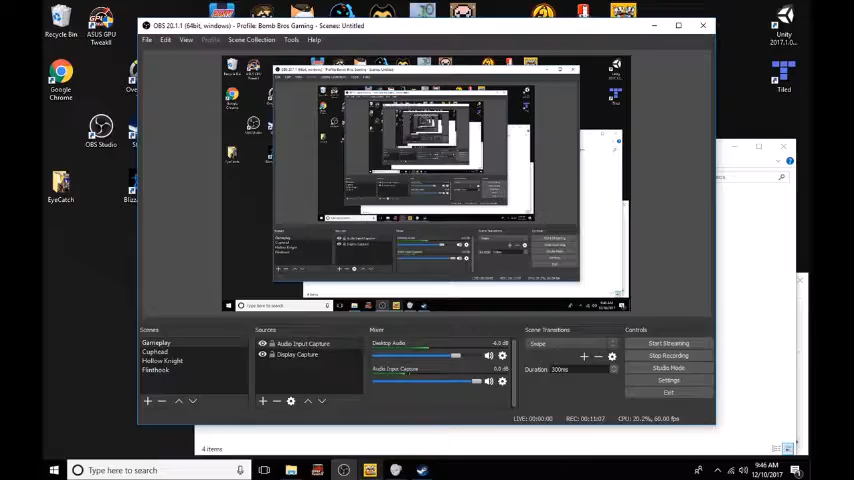 Recycle Bin
ASUS GPU TweakII
Google Chrome
OBS Studio
EyeCatch
Unity 2017.1.0...
Tiled
OBS 20.1.1 (64bit, windows) - Profile: Bomb Bros Gaming - Scenes: Untitled
File Edit View Profile Scene Collection Tools Help
Type here to search
Scenes
Gameplay
Cuphead
Hollow Knight
Flinthook
Sources
Audio Input Capture
Display Capture
Mixer
Desktop Audio -6.0 dB
Audio Input Capture 0.0 dB
Scene Transitions
Swipe
Duration 300ms
Controls
Start Streaming
Stop Recording
Studio Mode
Settings
Exit
LIVE: 00:00:00 REC: 00:11:07 CPU: 20.2%, 60.00 fps
4 items
Type here to search
9:46 AM
12/10/2017